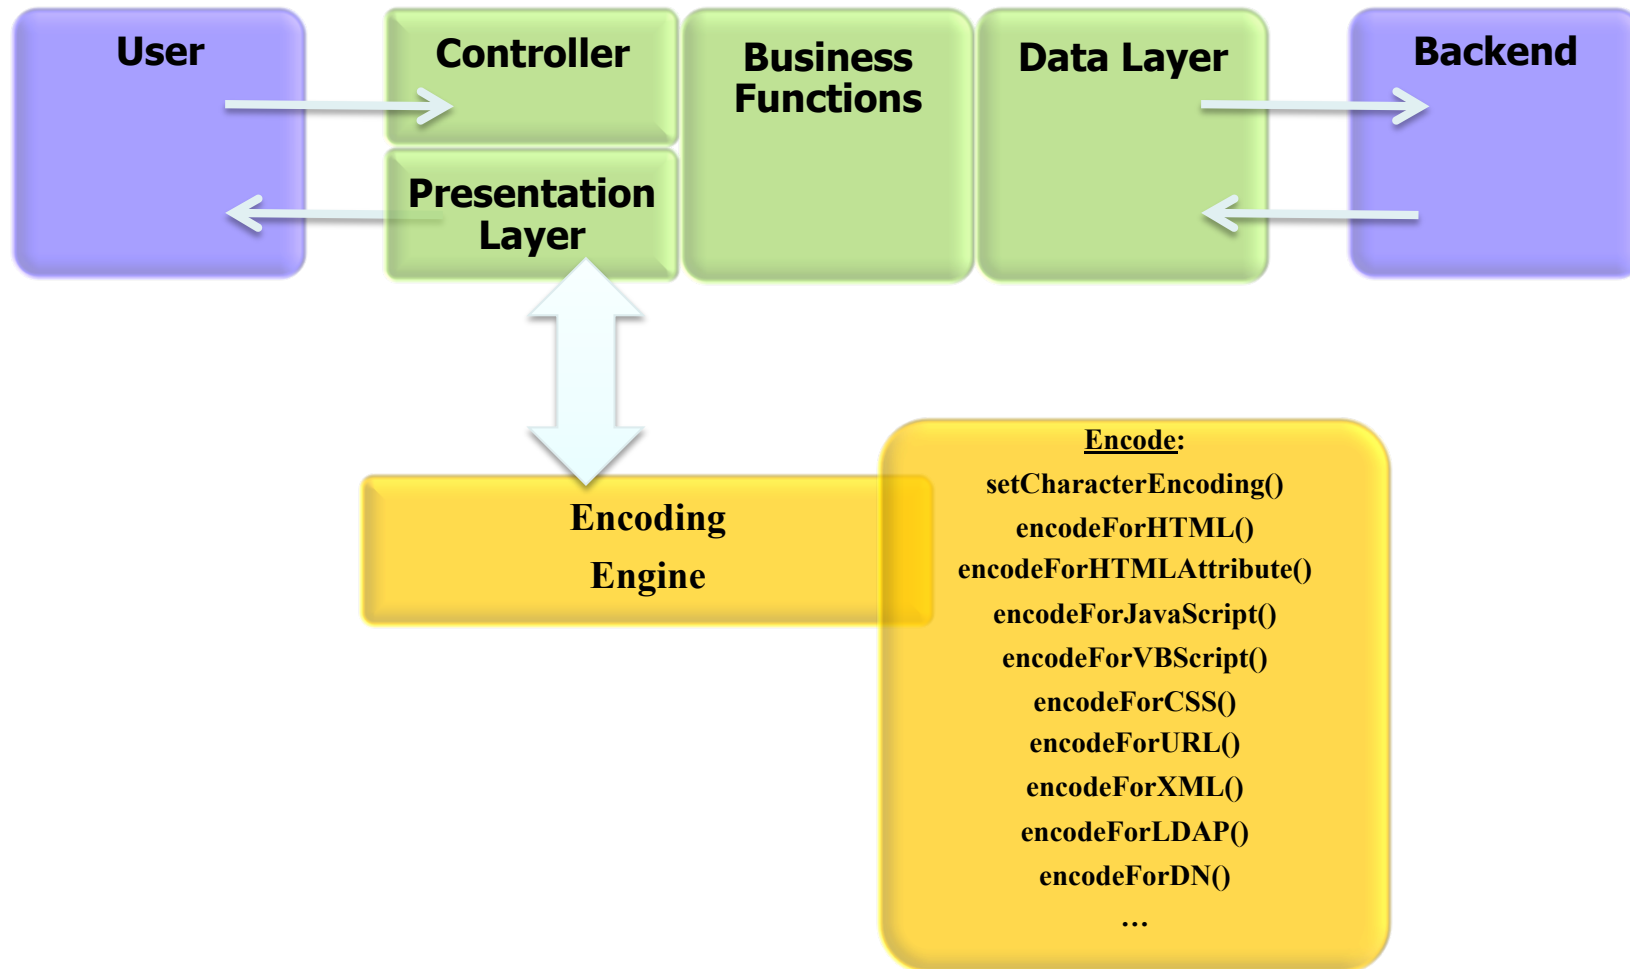 User
Controller
Business
Functions
Data Layer
Backend
Presentation
Layer
Encoding
Engine
Encode:
setCharacterEncoding()
encodeForHTML()
encodeForHTMLAttribute()
encodeForJavaScript()
encodeForVBScript()
encodeForCSS()
encodeForURL()
encodeForXML()
encodeForLDAP()
encodeForDN()
…